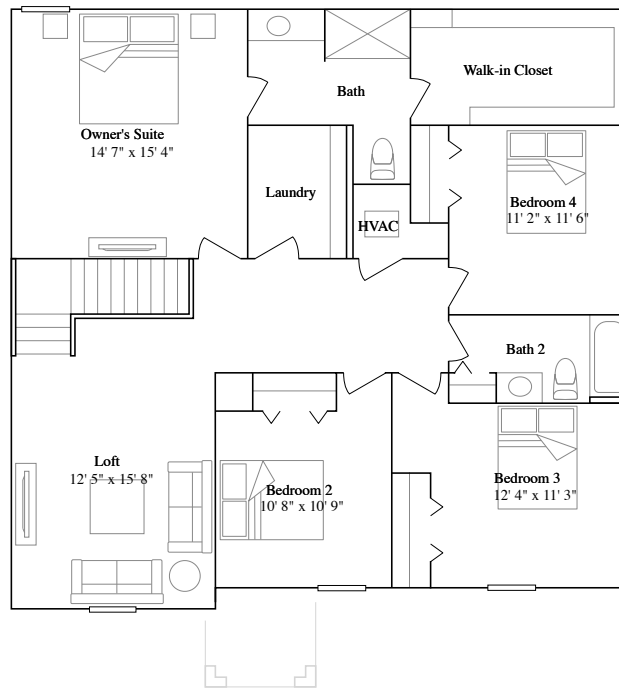 Walk-in Closet
Bath
Owner's Suite
14' 7" x 15' 4"
Laundry
Bedroom 4
11' 2" x 11' 6"
HVAC
Bath 2
Loft
12' 5" x 15' 8"
Bedroom 2
10' 8" x 10' 9"
Bedroom 3
12' 4" x 11' 3"